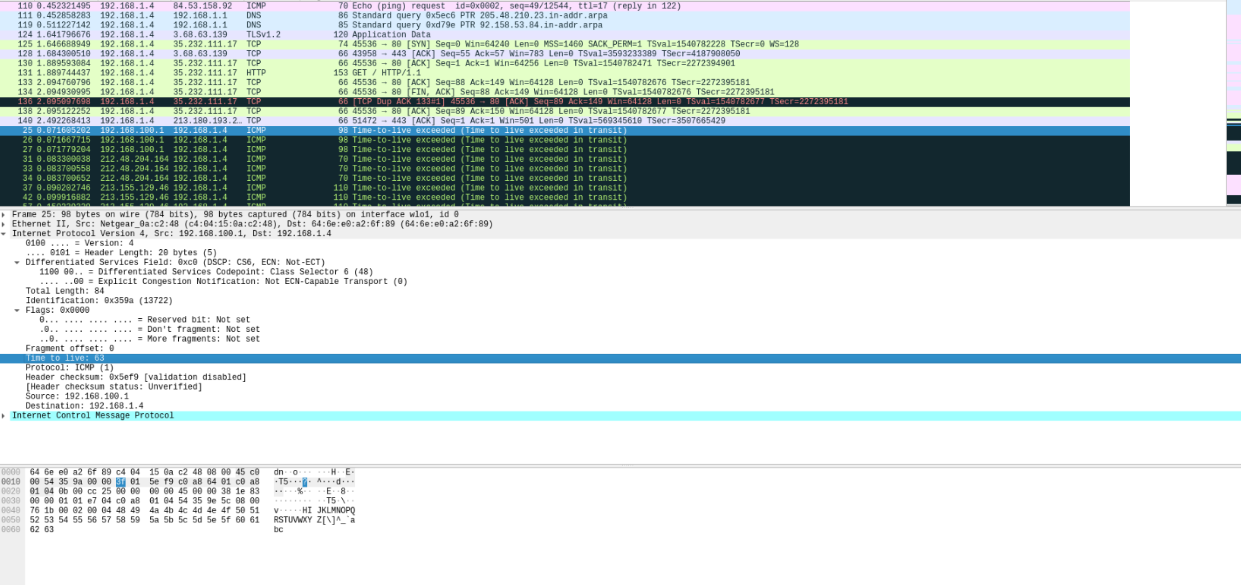 110 0.452321495 192.168.1.4 84.53.158.92 ICMP 70 Echo (ping) request id=0x0002, seq=49/12544, ttl=17 (reply in 122)
111 0.452858283 192.168.1.4 192.168.1.1 DNS 86 Standard query 0x5ec6 PTR 205.48.210.23.in-addr.arpa
119 0.511227142 192.168.1.4 192.168.1.1 DNS 85 Standard query 0xd79e PTR 92.158.53.84.in-addr.arpa
124 1.641796676 192.168.1.4 3.68.63.139 TLSv1.2 120 Application Data
125 1.646688949 192.168.1.4 35.232.111.17 TCP 74 45536 → 80 [SYN] Seq=0 Win=64240 Len=0 MSS=1460 SACK_PERM=1 TSval=1540782228 TSecr=0 WS=128
128 1.684300510 192.168.1.4 3.68.63.139 TCP 66 43958 → 443 [ACK] Seq=55 Ack=57 Win=783 Len=0 TSval=3593233389 TSecr=4187908050
130 1.889593084 192.168.1.4 35.232.111.17 TCP 66 45536 → 80 [ACK] Seq=1 Ack=1 Win=64256 Len=0 TSval=1540782471 TSecr=2272394901
131 1.889744437 192.168.1.4 35.232.111.17 HTTP 153 GET / HTTP/1.1
133 2.094760796 192.168.1.4 35.232.111.17 TCP 66 45536 → 80 [ACK] Seq=88 Ack=149 Win=64128 Len=0 TSval=1540782676 TSecr=2272395181
134 2.094930995 192.168.1.4 35.232.111.17 TCP 66 45536 → 80 [FIN, ACK] Seq=88 Ack=149 Win=64128 Len=0 TSval=1540782676 TSecr=2272395181
136 2.095097698 192.168.1.4 35.232.111.17 TCP 66 [TCP Dup ACK 133#1] 45536 → 80 [ACK] Seq=89 Ack=149 Win=64128 Len=0 TSval=1540782677 TSecr=2272395181
138 2.095122252 192.168.1.4 35.232.111.17 TCP 66 45536 → 80 [ACK] Seq=89 Ack=150 Win=64128 Len=0 TSval=1540782677 TSecr=2272395181
140 2.492268413 192.168.1.4 213.180.193.2… TCP 66 51472 → 443 [ACK] Seq=1 Ack=1 Win=501 Len=0 TSval=569345610 TSecr=3507665429
25 0.071605202 192.168.100.1 192.168.1.4 ICMP 98 Time-to-live exceeded (Time to live exceeded in transit)
26 0.071667715 192.168.100.1 192.168.1.4 ICMP 98 Time-to-live exceeded (Time to live exceeded in transit)
27 0.071779204 192.168.100.1 192.168.1.4 ICMP 98 Time-to-live exceeded (Time to live exceeded in transit)
31 0.083300038 212.48.204.164 192.168.1.4 ICMP 70 Time-to-live exceeded (Time to live exceeded in transit)
33 0.083700558 212.48.204.164 192.168.1.4 ICMP 70 Time-to-live exceeded (Time to live exceeded in transit)
34 0.083700652 212.48.204.164 192.168.1.4 ICMP 70 Time-to-live exceeded (Time to live exceeded in transit)
37 0.090202746 213.155.129.46 192.168.1.4 ICMP 110 Time-to-live exceeded (Time to live exceeded in transit)
42 0.099916882 213.155.129.46 192.168.1.4 ICMP 110 Time-to-live exceeded (Time to live exceeded in transit)
Frame 25: 98 bytes on wire (784 bits), 98 bytes captured (784 bits) on interface wlo1, id 0
Ethernet II, Src: Netgear_0a:c2:48 (c4:04:15:0a:c2:48), Dst: 64:6e:e0:a2:6f:89 (64:6e:e0:a2:6f:89)
Internet Protocol Version 4, Src: 192.168.100.1, Dst: 192.168.1.4
0100 .... = Version: 4
.... 0101 = Header Length: 20 bytes (5)
Differentiated Services Field: 0xc0 (DSCP: CS6, ECN: Not-ECT)
1100 00.. = Differentiated Services Codepoint: Class Selector 6 (48)
.... ..00 = Explicit Congestion Notification: Not ECN-Capable Transport (0)
Total Length: 84
Identification: 0x359a (13722)
Flags: 0x0000
0... .... .... .... = Reserved bit: Not set
.0.. .... .... .... = Don't fragment: Not set
..0. .... .... .... = More fragments: Not set
Fragment offset: 0
Time to live: 63
Protocol: ICMP (1)
Header checksum: 0x5ef9 [validation disabled]
[Header checksum status: Unverified]
Source: 192.168.100.1
Destination: 192.168.1.4
Internet Control Message Protocol
0000 64 6e e0 a2 6f 89 c4 04 15 0a c2 48 08 00 45 c0 dn··o··· ···H··E·
0010 00 54 35 9a 00 00 3f 01 5e f9 c0 a8 64 01 c0 a8 ·T5···?· ^···d···
0020 01 04 0b 00 cc 25 00 00 00 00 45 00 00 38 1e 83 ·····%·· ··E··8··
0030 00 00 01 01 e7 04 c0 a8 01 04 54 35 9e 5c 08 00 ········ ··T5·\··
0040 76 1b 00 02 00 04 48 49 4a 4b 4c 4d 4e 4f 50 51 v·····HI JKLMNOPQ
0050 52 53 54 55 56 57 58 59 5a 5b 5c 5d 5e 5f 60 61 RSTUVWXY Z[\]^_`a
0060 62 63 bc